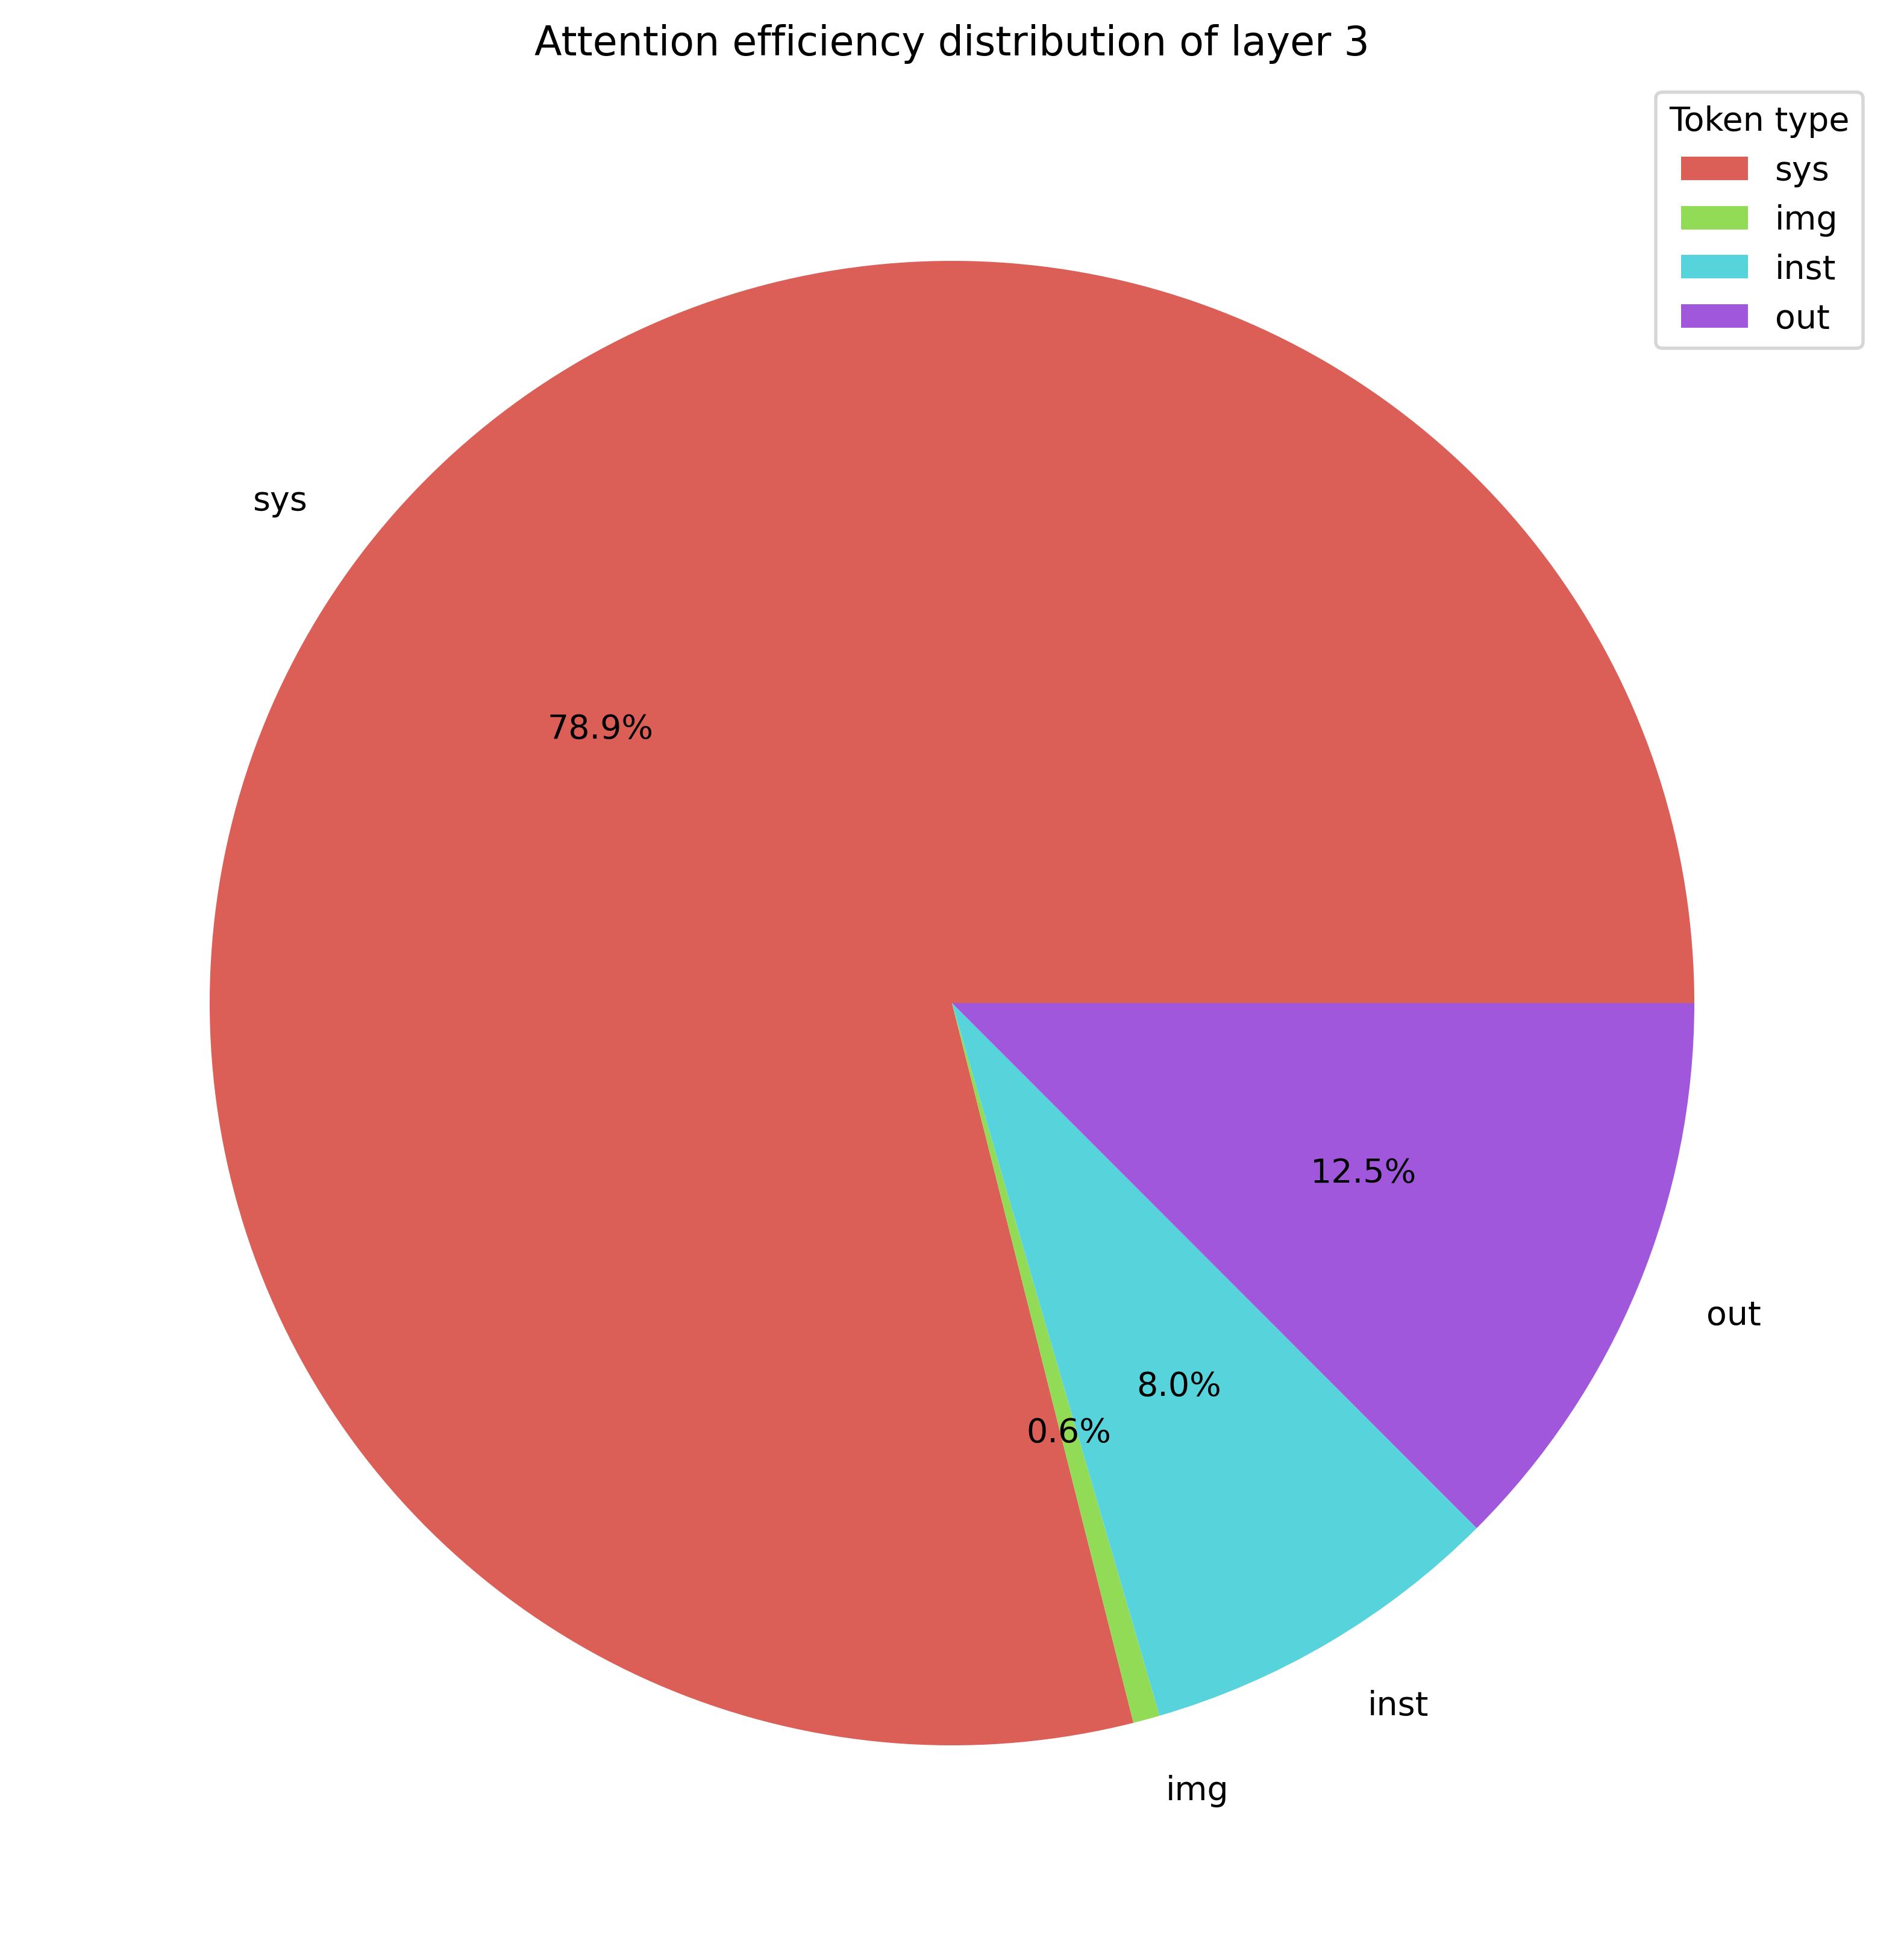 Attention efficiency distribution of layer 3
Token type
sys
img
inst
out
sys
78.9%
12.5%
out
8.0%
0.6%
inst
img